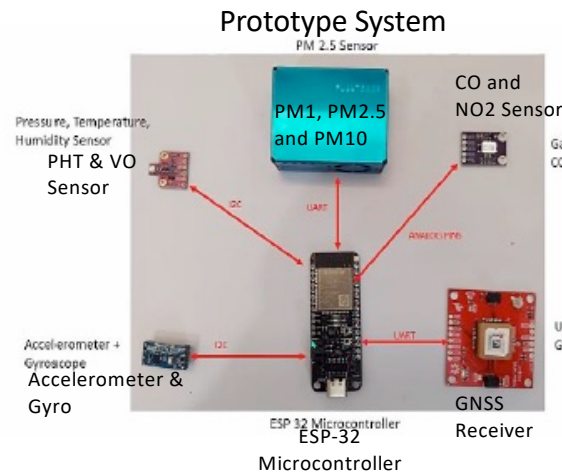 Prototype System
PM 2.5 Sensor
PM1, PM2.5
and PM10
CO and
NO2 Sensor
Pressure, Temperature,
Humidity Sensor
PHT & VO
Sensor
I2C
UART
ANALOG PINS
Accelerometer +
Gyroscope
Accelerometer &
Gyro
I2C
UART
GNSS
Receiver
ESP 32 Microcontroller
ESP-32
Microcontroller